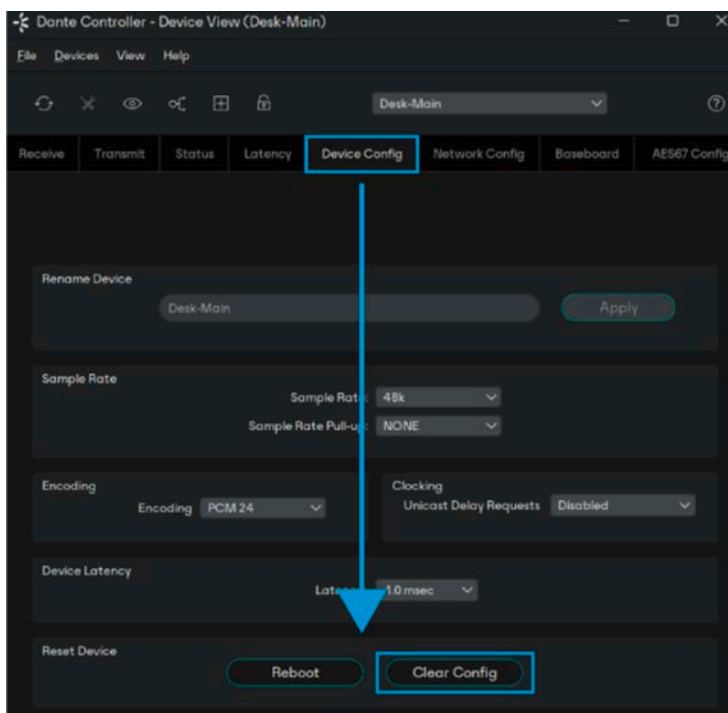 Dante Controller - Device View (Desk-Main)
File Devices View Help
Desk-Main
Receive Transmit Status Latency Device Config Network Config Baseboard AES67 Config
Rename Device
Desk-Main Apply
Sample Rate
Sample Rate: 48k
Sample Rate Pull-up: NONE
Encoding Clocking
Encoding PCM 24 Unicast Delay Requests Disabled
Device Latency
1.0 msec
Reset Device
Reboot Clear Config